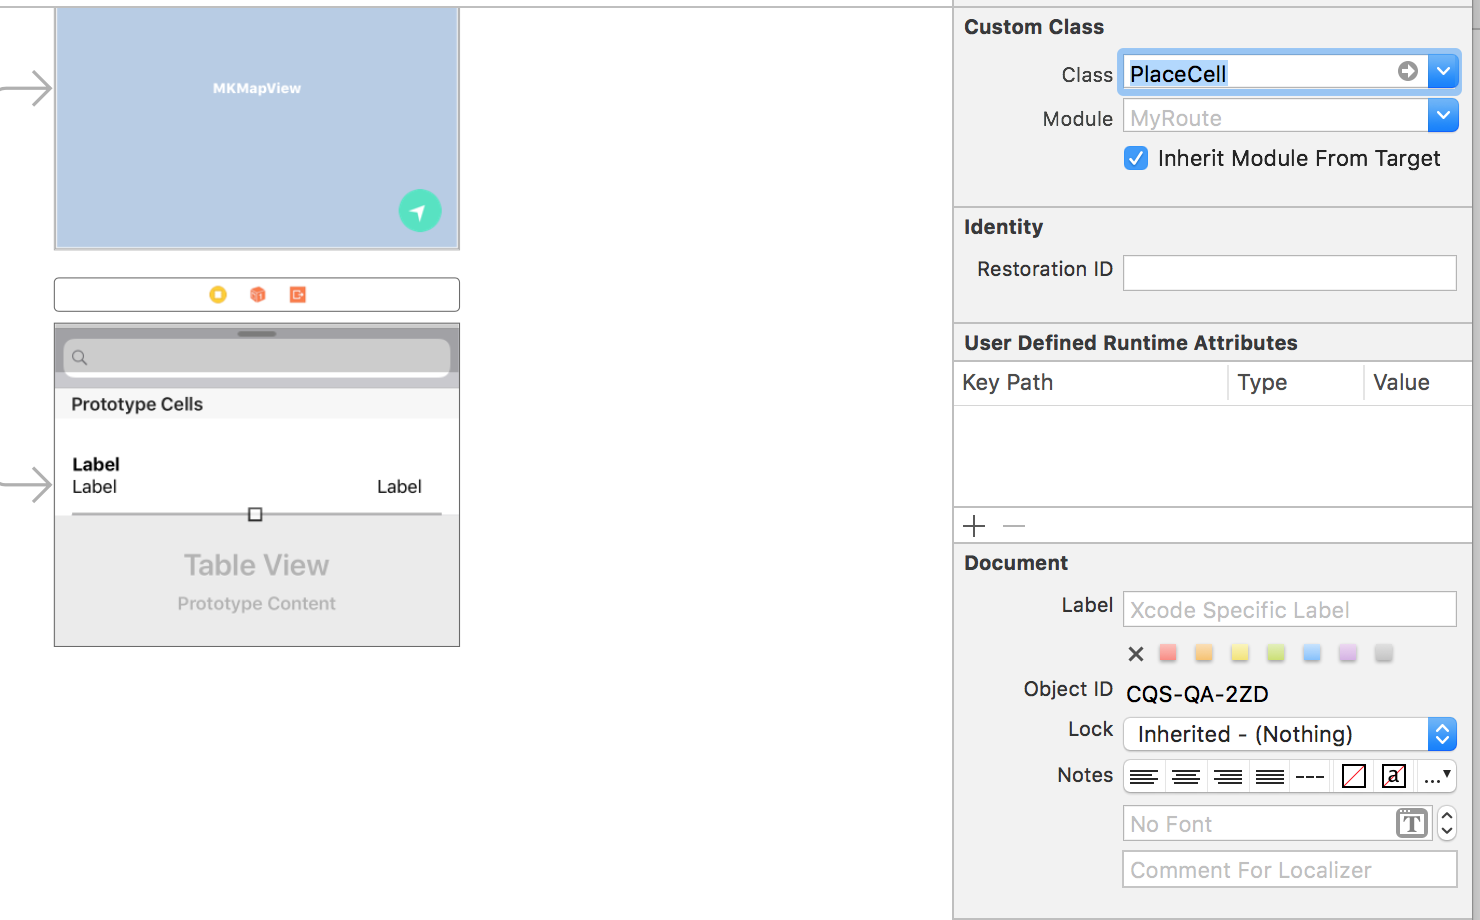 MKMapView
Prototype Cells
Label
Label Label
Table View
Prototype Content
Custom Class
Class PlaceCell
Module MyRoute
Inherit Module From Target
Identity
Restoration ID
User Defined Runtime Attributes
Key Path Type Value
Document
Label Xcode Specific Label
Object ID CQS-QA-2ZD
Lock Inherited - (Nothing)
Notes a ...
No Font T
Comment For Localizer